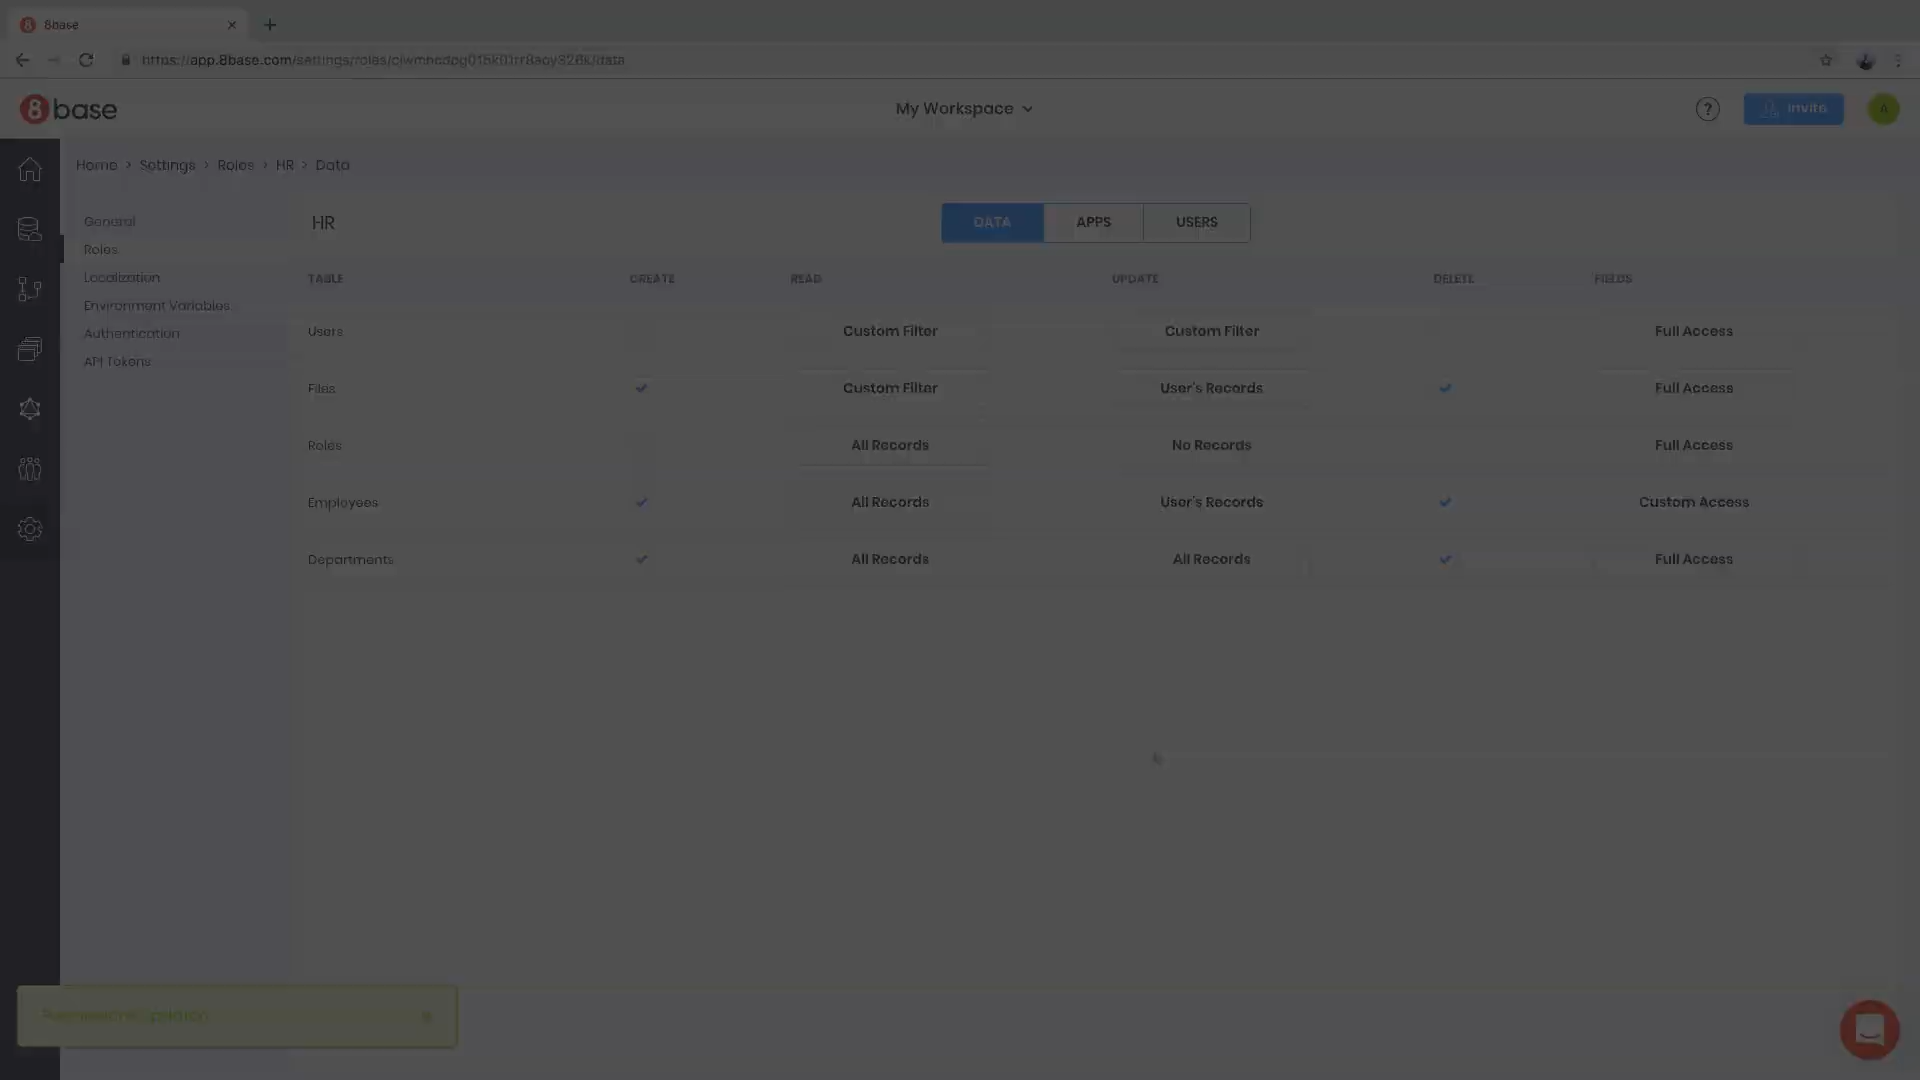 8base
https://app.8base.com/settings/roles/
8base
My Workspace
?
Invite
A
Home > Settings > Roles > HR > Data
General
Roles
Localization
Environment Variables
Authentication
API Tokens
HR
DATA APPS USERS
TABLE CREATE READ UPDATE DELETE FIELDS
Users Custom Filter Custom Filter Full Access
Files Custom Filter User's Records Full Access
Roles All Records No Records Full Access
Employees All Records User's Records Custom Access
Departments All Records All Records Full Access